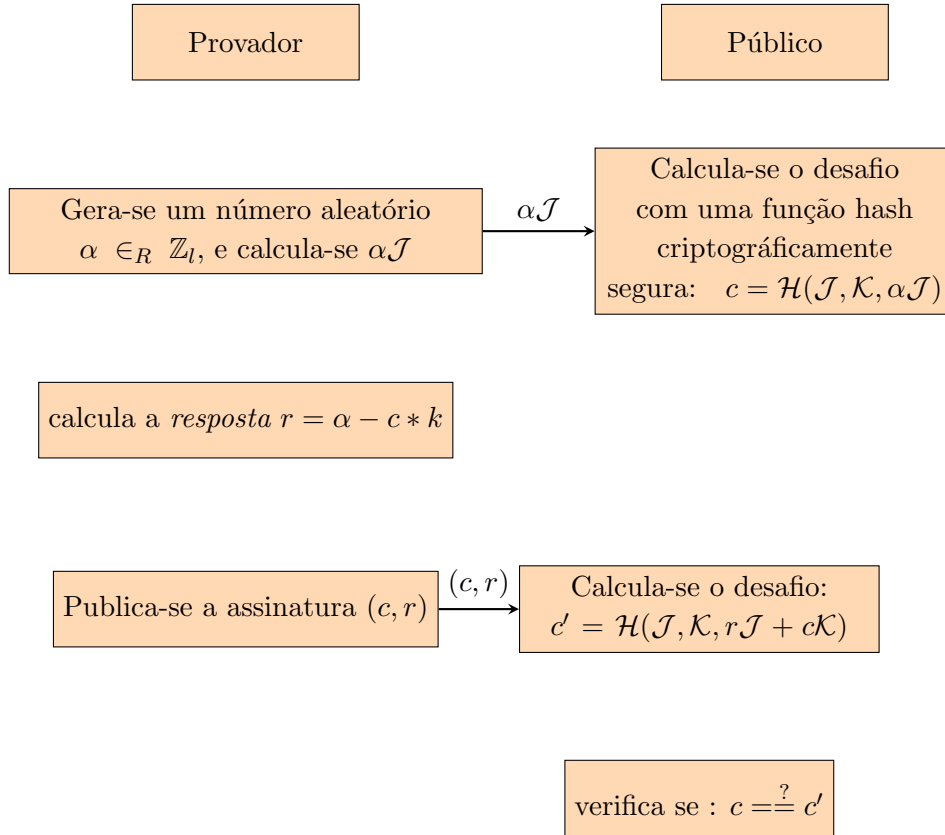 Provador
Público
Gera-se um número aleatório
α ∈_R ℤ_l, e calcula-se α𝒥
α𝒥
Calcula-se o desafio
com uma função hash
criptográficamente
segura: c = ℋ(𝒥, 𝒦, α𝒥)
calcula a resposta r = α − c ∗ k
Publica-se a assinatura (c, r)
(c, r)
Calcula-se o desafio:
c′ = ℋ(𝒥, 𝒦, r𝒥 + c𝒦)
verifica se : c =≟ c′